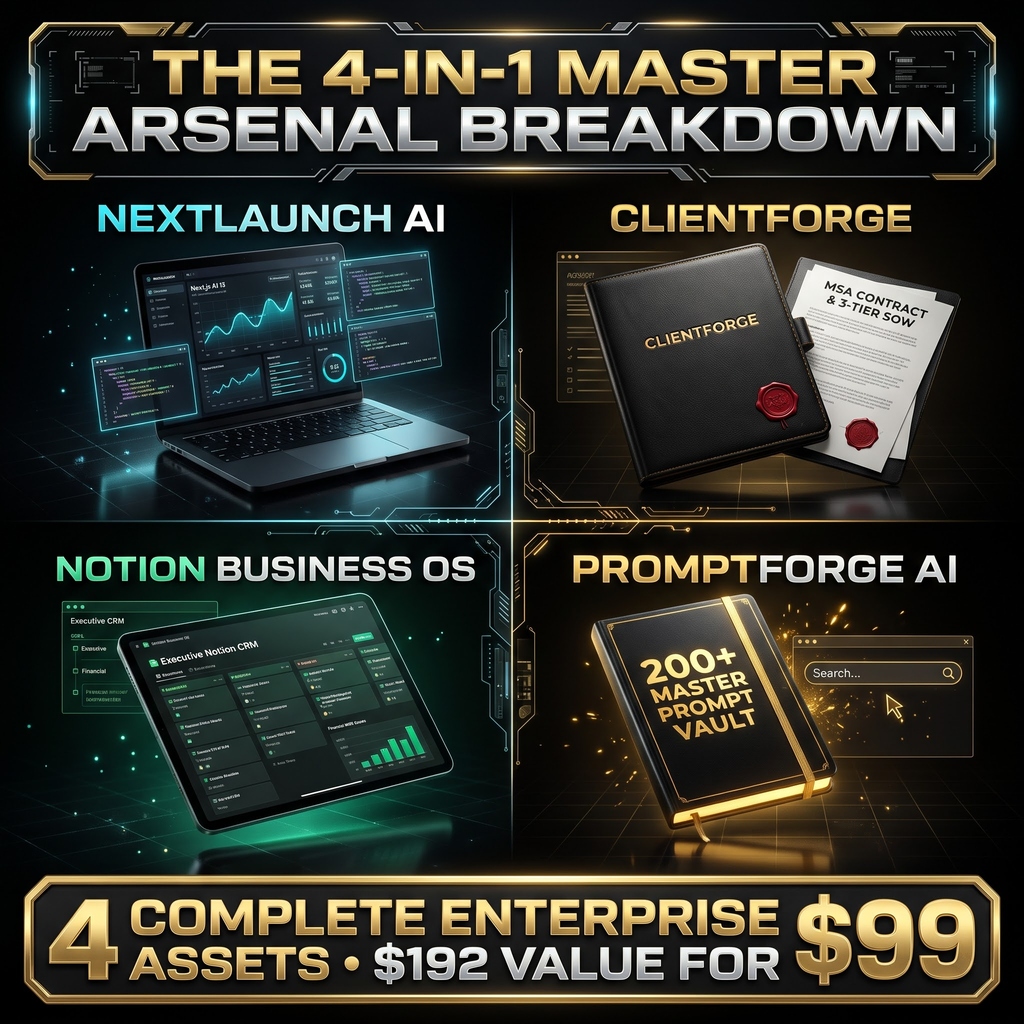 THE 4-IN-1 MASTER
ARSENAL BREAKDOWN
NEXTLAUNCH AI
Next.js AI 13
CLIENTFORGE
CLIENTFORGE
MSA CONTRACT
& 3-TIER SOW
NOTION BUSINESS OS
Executive CRM
Executive
Financial
Executive Notion CRM
PROMPTFORGE AI
200+
MASTER
PROMPT
VAULT
Search...
4 COMPLETE ENTERPRISE
ASSETS • $192 VALUE FOR
$99